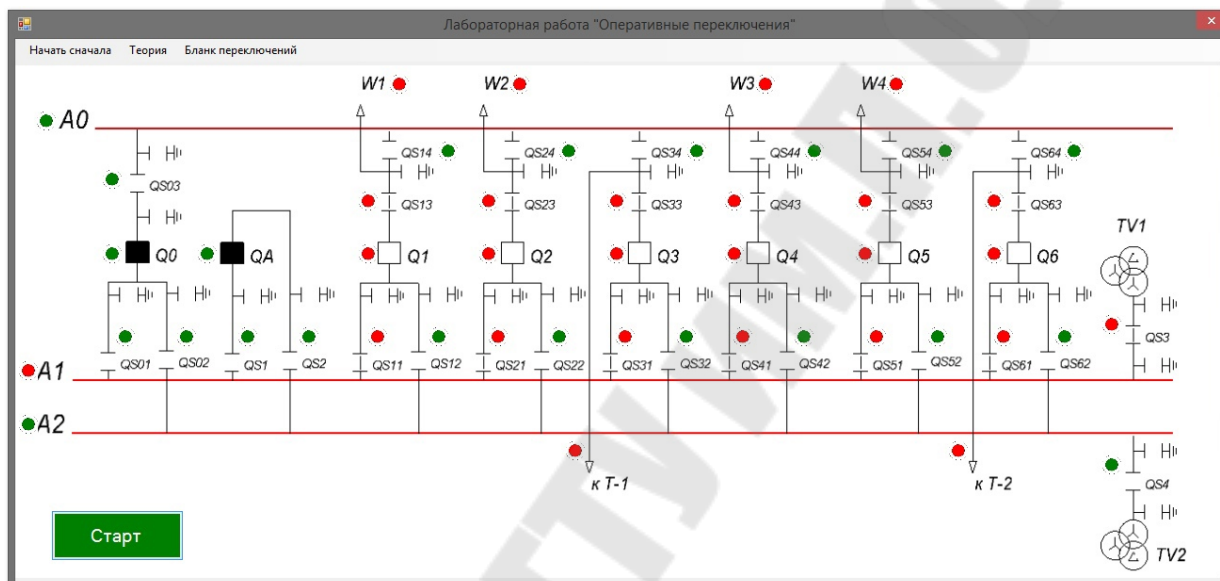 Лабораторная работа "Оперативные переключения"
Начать сначала Теория Бланк переключений
W1 W2 W3 W4
A0
QS14 QS24 QS34 QS44 QS54 QS64
QS03
QS13 QS23 QS33 QS43 QS53 QS63
TV1
Q0 QA Q1 Q2 Q3 Q4 Q5 Q6
QS3
QS01 QS02 QS1 QS2 QS11 QS12 QS21 QS22 QS31 QS32 QS41 QS42 QS51 QS52 QS61 QS62
A1
A2
к Т-1 к Т-2
QS4
Старт
TV2
ГТУ им.П.О.